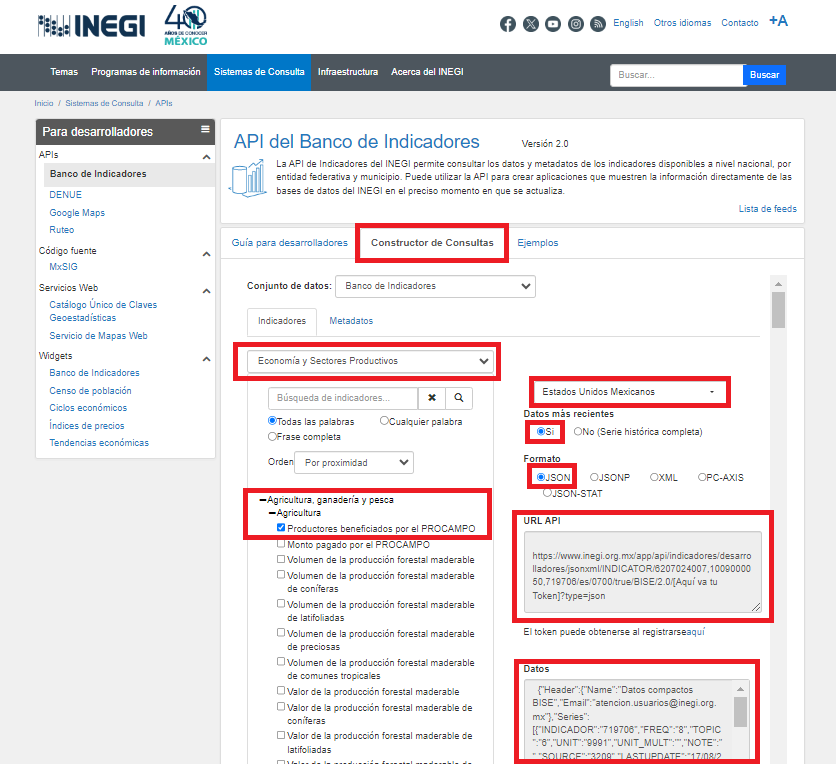 INEGI
40
AÑOS DE CONOCER
MÉXICO
English Otros idiomas Contacto +A
Temas Programas de información Sistemas de Consulta Infraestructura Acerca del INEGI
Buscar... Buscar
Inicio / Sistemas de Consulta / APIs
Para desarrolladores
APIs
Banco de Indicadores
DENUE
Google Maps
Ruteo
Código fuente
MxSIG
Servicios Web
Catálogo Único de Claves
Geoestadísticas
Servicio de Mapas Web
Widgets
Banco de Indicadores
Censo de población
Ciclos económicos
Índices de precios
Tendencias económicas
API del Banco de Indicadores Versión 2.0
La API de Indicadores del INEGI permite consultar los datos y metadatos de los indicadores disponibles a nivel nacional, por
entidad federativa y municipio. Puede utilizar la API para crear aplicaciones que muestren la información directamente de las
bases de datos del INEGI en el preciso momento en que se actualiza.
Lista de feeds
Guía para desarrolladores Constructor de Consultas Ejemplos
Conjunto de datos: Banco de Indicadores
Indicadores Metadatos
Economía y Sectores Productivos
Búsqueda de indicadores...
Todas las palabras Cualquier palabra
Frase completa
Orden Por proximidad
Agricultura, ganadería y pesca
Agricultura
Productores beneficiados por el PROCAMPO
Monto pagado por el PROCAMPO
Volumen de la producción forestal maderable
Volumen de la producción forestal maderable
de coníferas
Volumen de la producción forestal maderable
de latifoliadas
Volumen de la producción forestal maderable
de preciosas
Volumen de la producción forestal maderable
de comunes tropicales
Valor de la producción forestal maderable
Valor de la producción forestal maderable de
coníferas
Valor de la producción forestal maderable de
latifoliadas
Valor de la producción forestal maderable de
Estados Unidos Mexicanos
Datos más recientes
Si No (Serie histórica completa)
Formato
JSON JSONP XML PC-AXIS
JSON-STAT
URL API
https://www.inegi.org.mx/app/api/indicadores/desarro
lladores/jsonxml/INDICATOR/6207024007,10900000
50,719706/es/0700/true/BISE/2.0/[Aquí va tu
Token]?type=json
El token puede obtenerse al registrarseaquí
Datos
{"Header":{"Name":"Datos compactos
BISE","Email":"atencion.usuarios@inegi.org.
mx"},"Series":
[{"INDICADOR":"719706","FREQ":"8","TOPIC
":"6","UNIT":"9991","UNIT_MULT":"","NOTE":"
","SOURCE":"3209","LASTUPDATE":"17/08/2